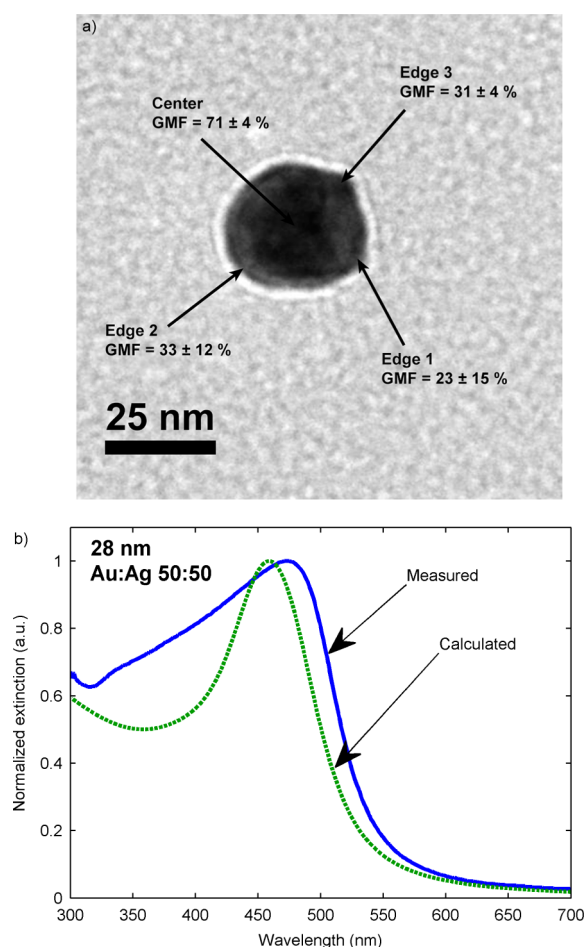 a)
Edge 3
GMF = 31 ± 4 %
Center
GMF = 71 ± 4 %
Edge 2
GMF = 33 ± 12 %
Edge 1
GMF = 23 ± 15 %
25 nm
b)
28 nm
Au:Ag 50:50
Measured
Calculated
Normalized extinction (a.u.)
1
0.8
0.6
0.4
0.2
0
300 350 400 450 500 550 600 650 700
Wavelength (nm)